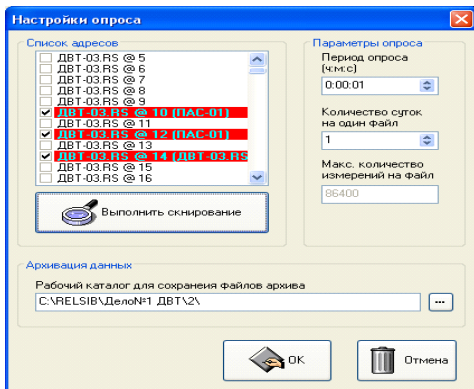 Настройки опроса
Список адресов
ДВТ-03.RS @ 5
ДВТ-03.RS @ 6
ДВТ-03.RS @ 7
ДВТ-03.RS @ 8
ДВТ-03.RS @ 9
ДВТ-03.RS @ 10 (ПАС-01)
ДВТ-03.RS @ 11
ДВТ-03.RS @ 12 (ПАС-01)
ДВТ-03.RS @ 13
ДВТ-03.RS @ 14 (ДВТ-03.RS
ДВТ-03.RS @ 15
ДВТ-03.RS @ 16
Выполнить скнирование
Параметры опроса
Период опроса
(ч:м:с)
0:00:01
Количество суток
на один файл
1
Макс. количество
измерений на файл
86400
Архивация данных
Рабочий каталог для сохранеия файлов архива
C:\RELSIB\Дело№1 ДВТ\2\
...
OK
Отмена